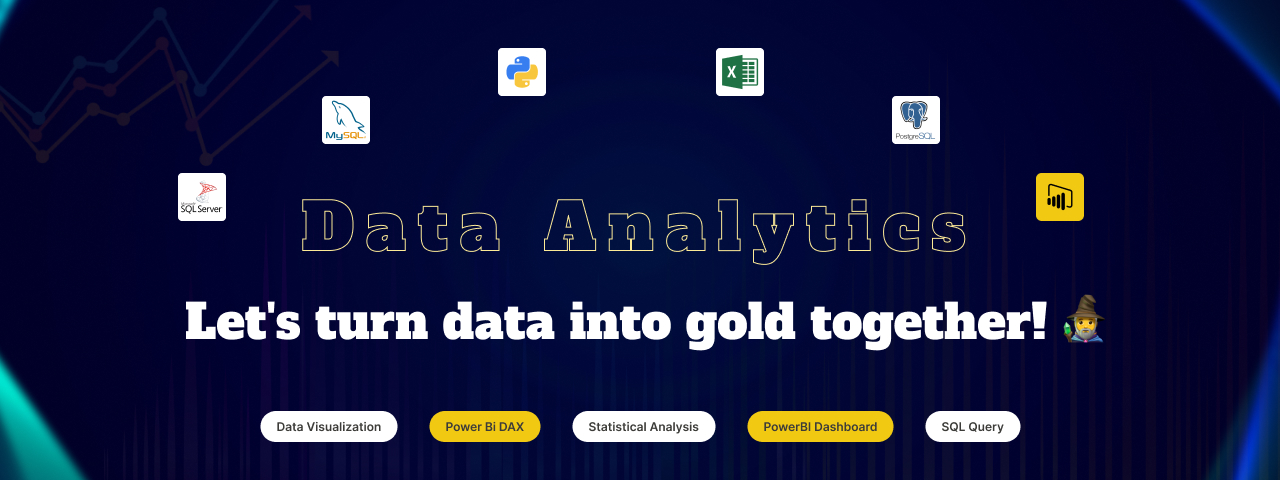 MySQL
PostgreSQL
Microsoft
SQL Server
Data Analytics
Let's turn data into gold together!
Data Visualization
Power Bi DAX
Statistical Analysis
PowerBI Dashboard
SQL Query